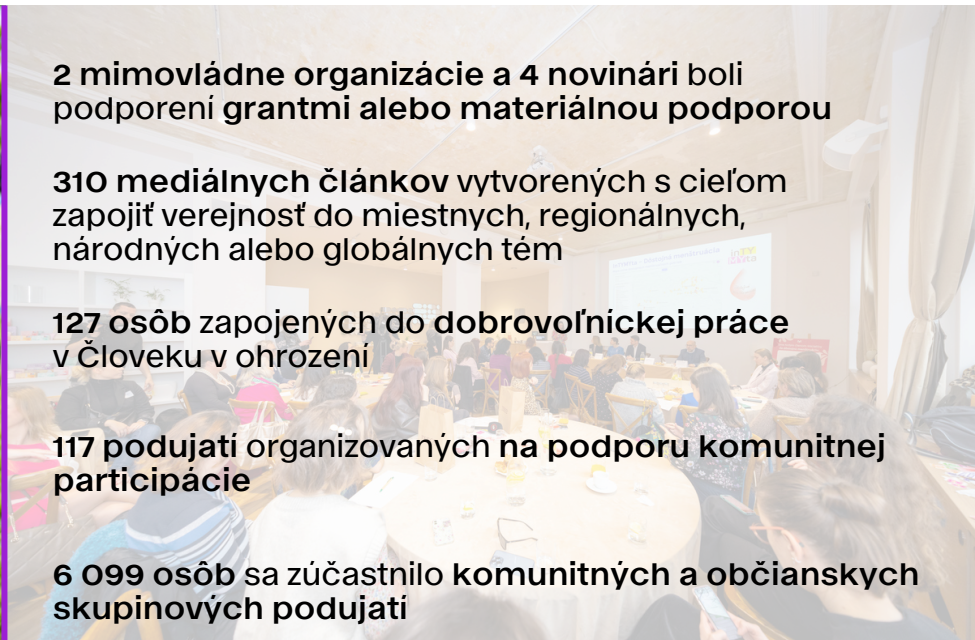 2 mimovládne organizácie a 4 novinári boli
podporení grantmi alebo materiálnou podporou
310 mediálnych článkov vytvorených s cieľom
zapojiť verejnosť do miestnych, regionálnych,
národných alebo globálnych tém
127 osôb zapojených do dobrovoľníckej práce
v Človeku v ohrození
117 podujatí organizovaných na podporu komunitnej
participácie
6 099 osôb sa zúčastnilo komunitných a občianskych
skupinových podujatí